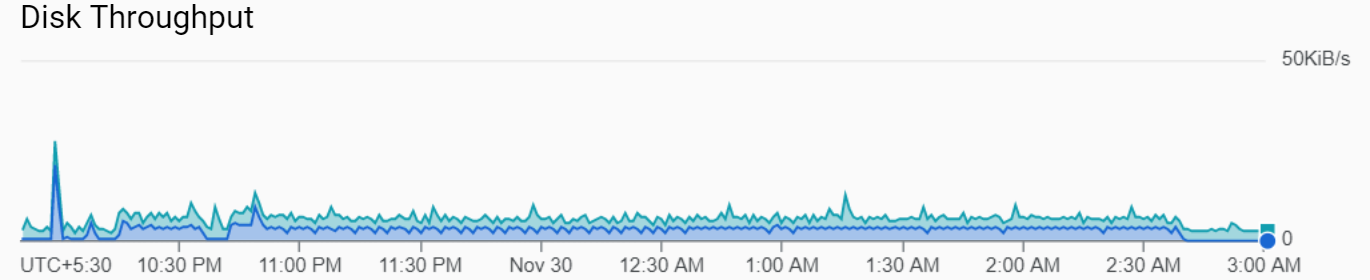 Disk Throughput
50KiB/s
0
UTC+5:30 10:30 PM 11:00 PM 11:30 PM Nov 30 12:30 AM 1:00 AM 1:30 AM 2:00 AM 2:30 AM 3:00 AM